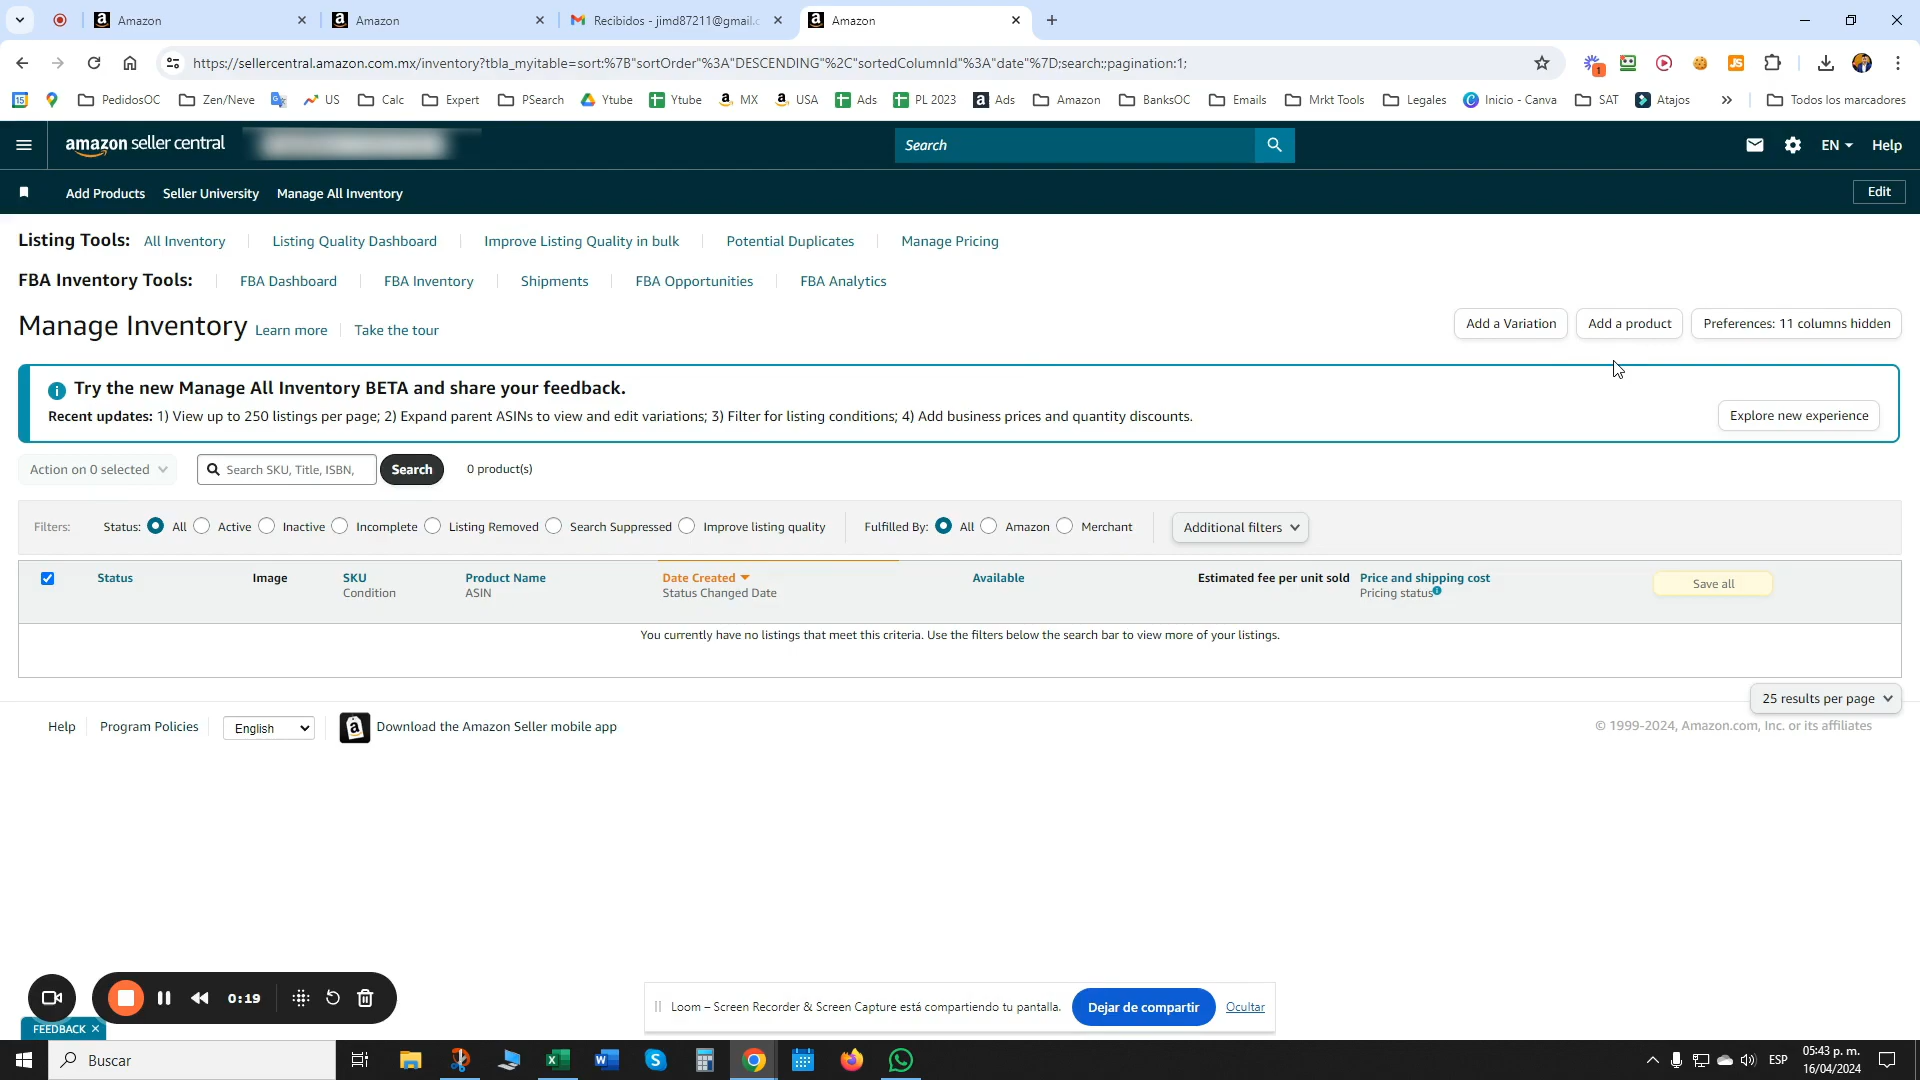 Amazon
Amazon
Recibidos - jimd87211@gmail.c
Amazon
https://sellercentral.amazon.com.mx/inventory?tbla_myitable=sort:%7B"sortOrder"%3A"DESCENDING"%2C"sortedColumnId"%3A"date"%7D;search:;pagination:1;
1
JS
15
PedidosOC
Zen/Neve
US
Calc
Expert
PSearch
Ytube
Ytube
MX
USA
Ads
PL 2023
Ads
Amazon
BanksOC
Emails
Mrkt Tools
Legales
Inicio - Canva
SAT
Atajos
»
Todos los marcadores
amazon seller central
Search
EN
Help
Add Products
Seller University
Manage All Inventory
Edit
Listing Tools:
All Inventory
Listing Quality Dashboard
Improve Listing Quality in bulk
Potential Duplicates
Manage Pricing
FBA Inventory Tools:
FBA Dashboard
FBA Inventory
Shipments
FBA Opportunities
FBA Analytics
Manage Inventory
Learn more
Take the tour
Add a Variation
Add a product
Preferences: 11 columns hidden
Try the new Manage All Inventory BETA and share your feedback.
Recent updates: 1) View up to 250 listings per page; 2) Expand parent ASINs to view and edit variations; 3) Filter for listing conditions; 4) Add business prices and quantity discounts.
Explore new experience
Action on 0 selected
Search SKU, Title, ISBN,
Search
0 product(s)
Filters:
Status:
All
Active
Inactive
Incomplete
Listing Removed
Search Suppressed
Improve listing quality
Fulfilled By:
All
Amazon
Merchant
Additional filters
Status
Image
SKU
Condition
Product Name
ASIN
Date Created
Status Changed Date
Available
Estimated fee per unit sold
Price and shipping cost
Pricing status
Save all
You currently have no listings that meet this criteria. Use the filters below the search bar to view more of your listings.
25 results per page
Help
Program Policies
English
Download the Amazon Seller mobile app
© 1999-2024, Amazon.com, Inc. or its affiliates
0:19
FEEDBACK
Loom – Screen Recorder & Screen Capture está compartiendo tu pantalla.
Dejar de compartir
Ocultar
Buscar
ESP
05:43 p. m.
16/04/2024